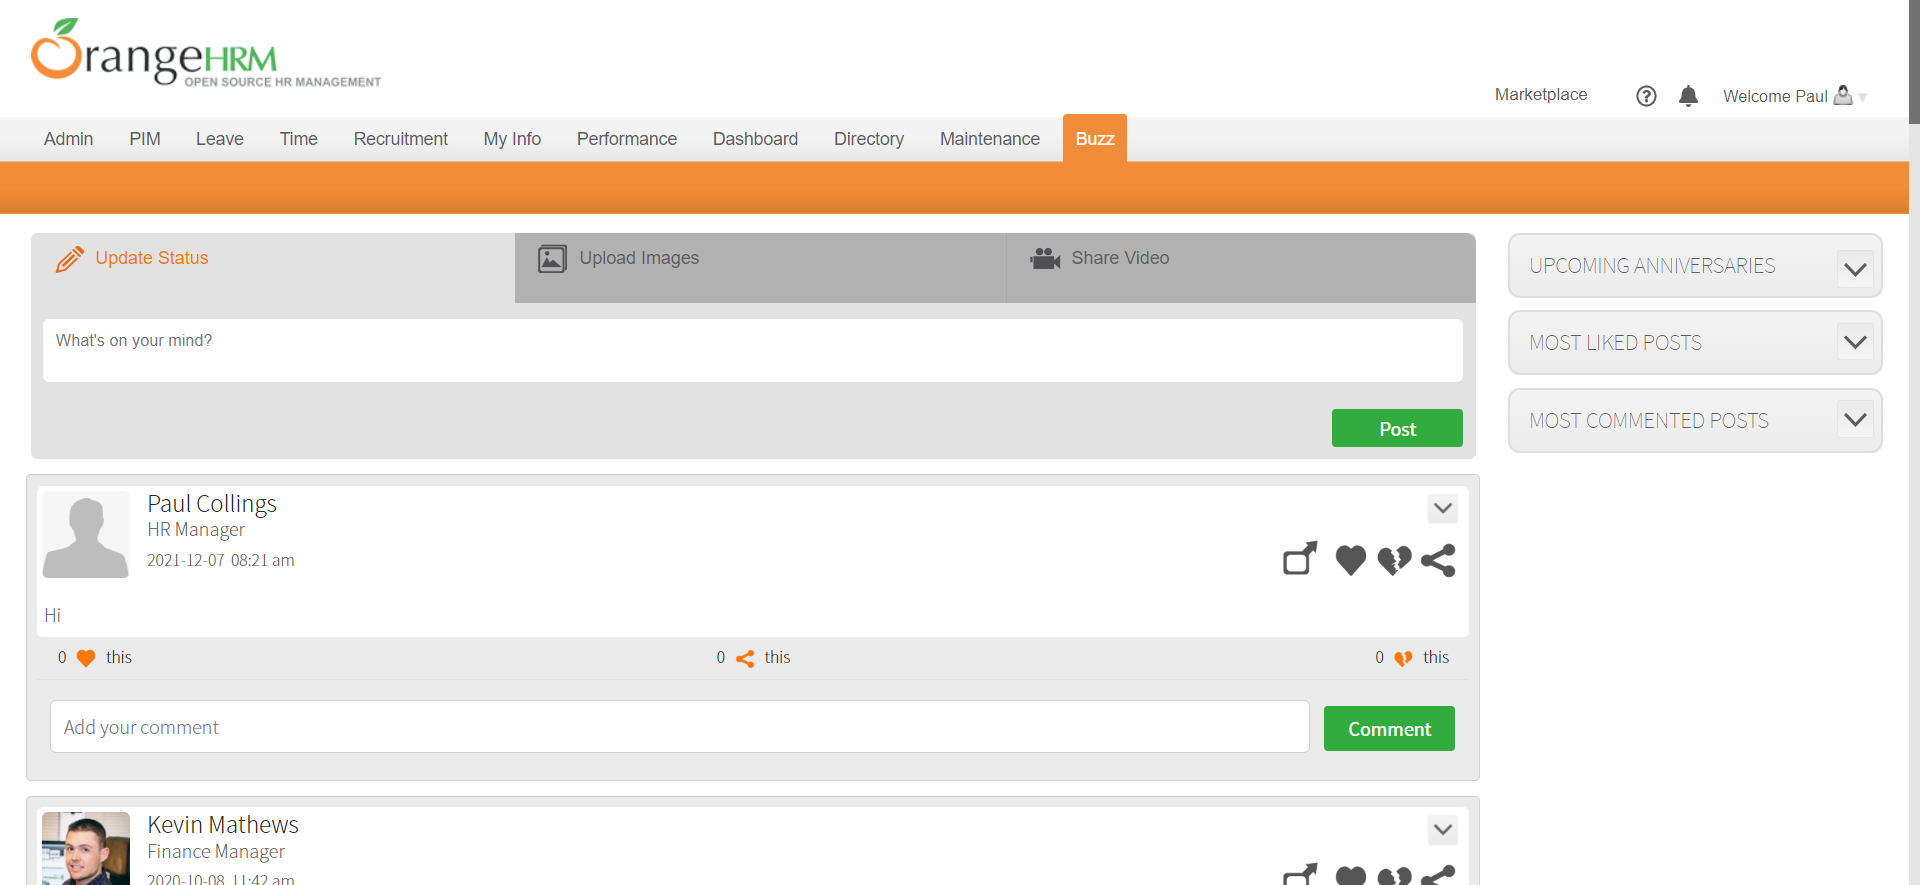 OrangeHRM
OPEN SOURCE HR MANAGEMENT
Marketplace
Welcome Paul
Admin PIM Leave Time Recruitment My Info Performance Dashboard Directory Maintenance Buzz
Update Status Upload Images Share Video
What's on your mind?
Post
UPCOMING ANNIVERSARIES
MOST LIKED POSTS
MOST COMMENTED POSTS
Paul Collings
HR Manager
2021-12-07 08:21 am
Hi
0 this 0 this 0 this
Add your comment
Comment
Kevin Mathews
Finance Manager
2020-10-08 11:42 am